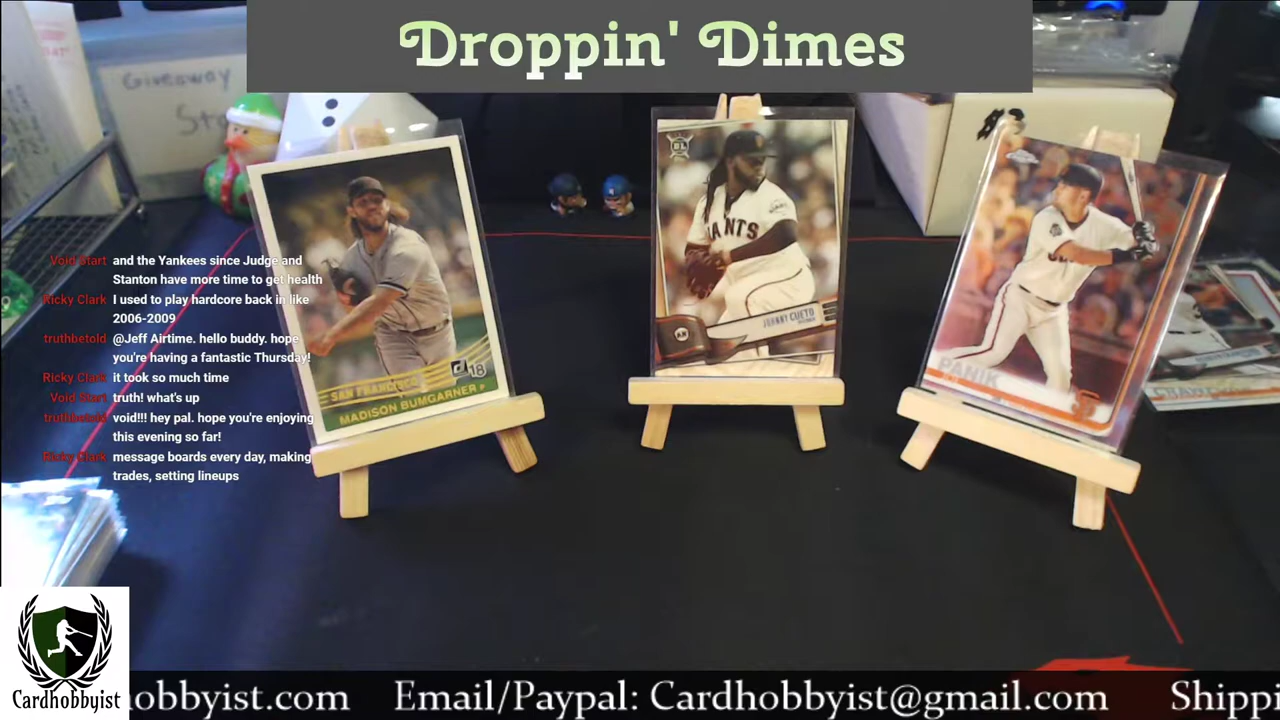 Droppin' Dimes
Giveaway
BL
GIANTS
JOHNNY CUETO
18
SAN FRANCISCO
MADISON BUMGARNER
PANIK
SF
Void Start and the Yankees since Judge and
Stanton have more time to get health
Ricky Clark I used to play hardcore back in like
2006-2009
truthbetold @Jeff Airtime. hello buddy. hope
you're having a fantastic Thursday!
Ricky Clark it took so much time
Void Start truth! what's up
truthbetold void!!! hey pal. hope you're enjoying
this evening so far!
Ricky Clark message boards every day, making
trades, setting lineups
Cardhobbyist
hobbyist.com Email/Paypal: Cardhobbyist@gmail.com Shippi